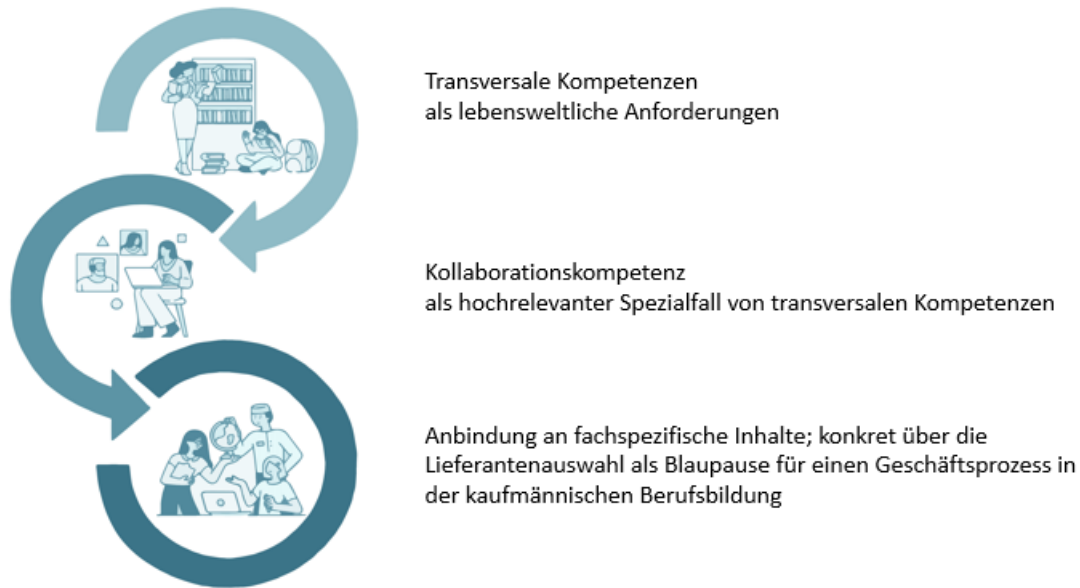 Transversale Kompetenzen
als lebensweltliche Anforderungen
Kollaborationskompetenz
als hochrelevanter Spezialfall von transversalen Kompetenzen
Anbindung an fachspezifische Inhalte; konkret über die
Lieferantenauswahl als Blaupause für einen Geschäftsprozess in
der kaufmännischen Berufsbildung